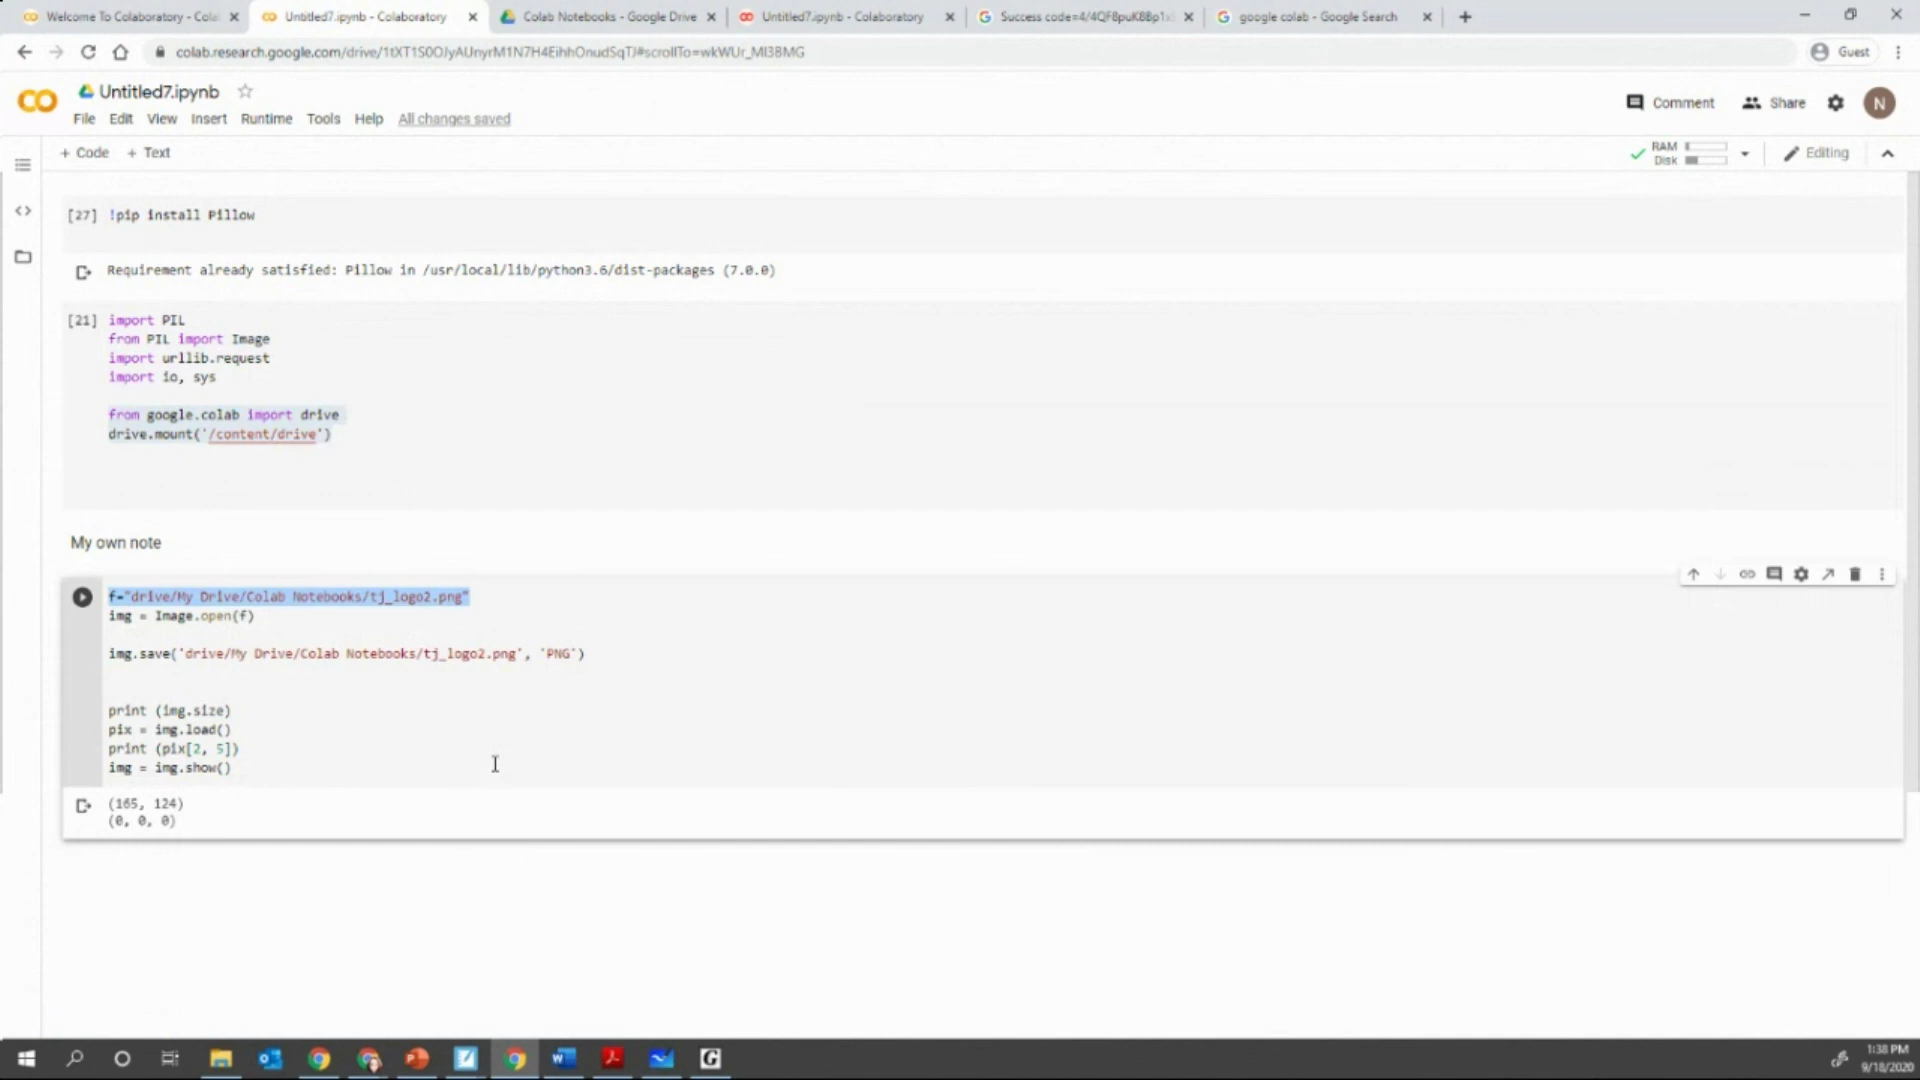 Welcome To Colaboratory - Cola
Untitled7.ipynb - Colaboratory
Colab Notebooks - Google Drive
Untitled7.ipynb - Colaboratory
google colab - Google Search
Guest
Untitled7.ipynb
File Edit View Insert Runtime Tools Help All changes saved
Comment
Share
N
+ Code + Text
RAM
Disk
Editing
[27] !pip install Pillow
Requirement already satisfied: Pillow in /usr/local/lib/python3.6/dist-packages (7.0.0)
[21] import PIL
from PIL import Image
import urllib.request
import io, sys
from google.colab import drive
drive.mount('/content/drive')
My own note
f="drive/My Drive/Colab Notebooks/tj_logo2.png"
img = Image.open(f)
img.save('drive/My Drive/Colab Notebooks/tj_logo2.png', 'PNG')
print (img.size)
pix = img.load()
print (pix[2, 5])
img = img.show()
(165, 124)
(0, 0, 0)
1:38 PM
9/18/2020